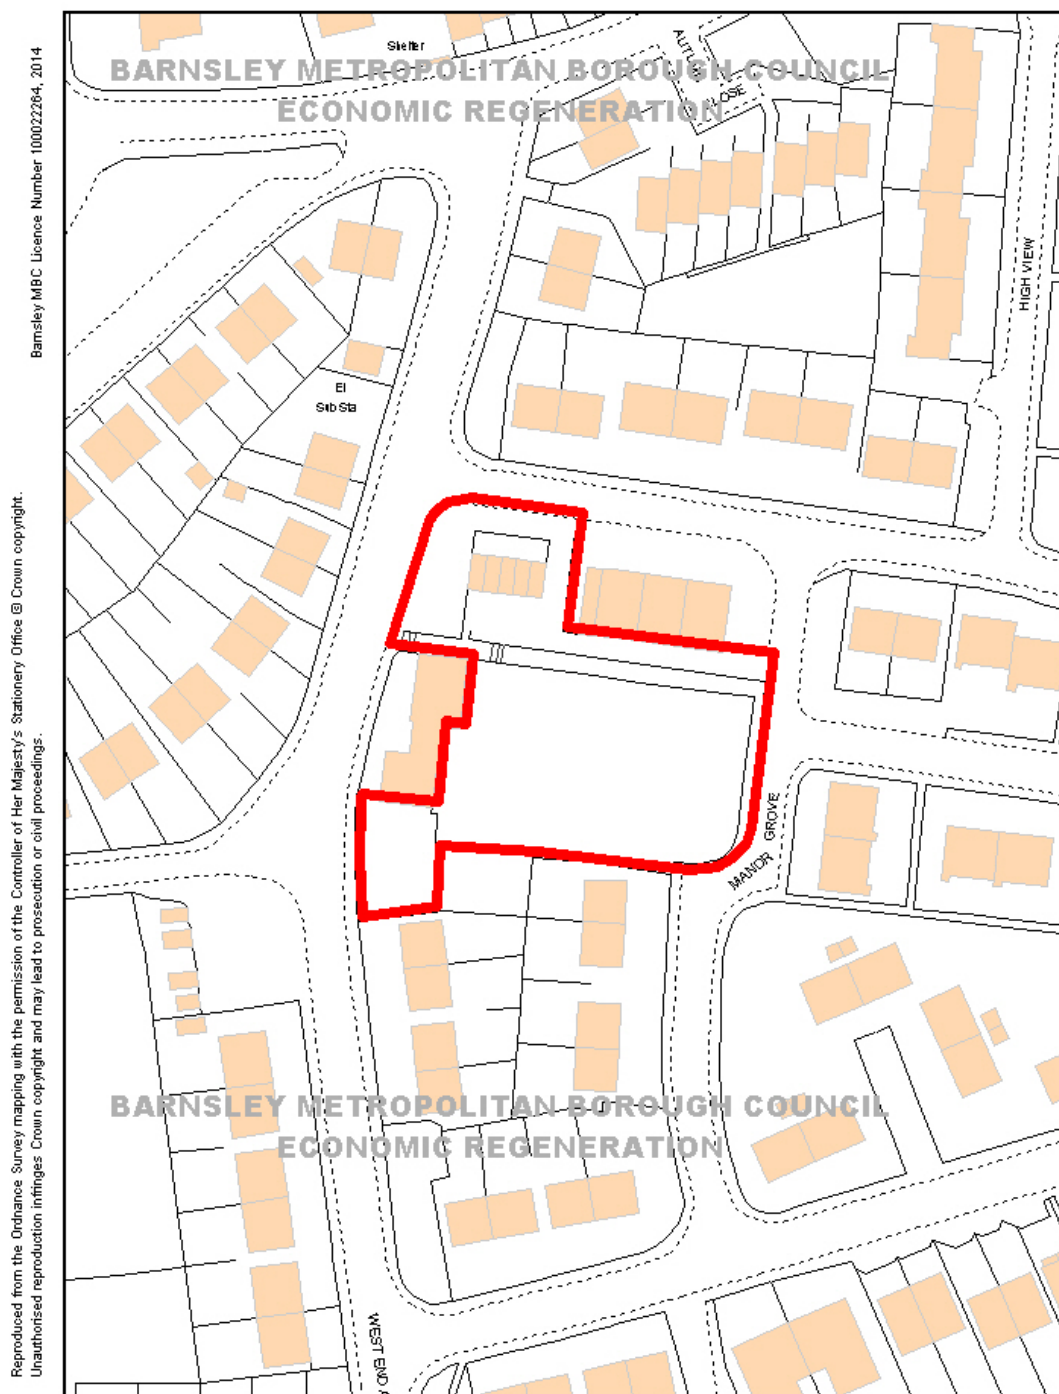 Shelter
BARNSLEY METROPOLITAN BOROUGH COUNCIL
ECONOMIC REGENERATION
CLOSE
HIGH VIEW
El
Sub Sta
MANOR GROVE
BARNSLEY METROPOLITAN BOROUGH COUNCIL
ECONOMIC REGENERATION
WEST END
Barnsley MBC Licence Number 100022264, 2014
Reproduced from the Ordnance Survey mapping with the permission of the Controller of Her Majesty's Stationery Office © Crown copyright.
Unauthorised reproduction infringes Crown copyright and may lead to prosecution or civil proceedings.